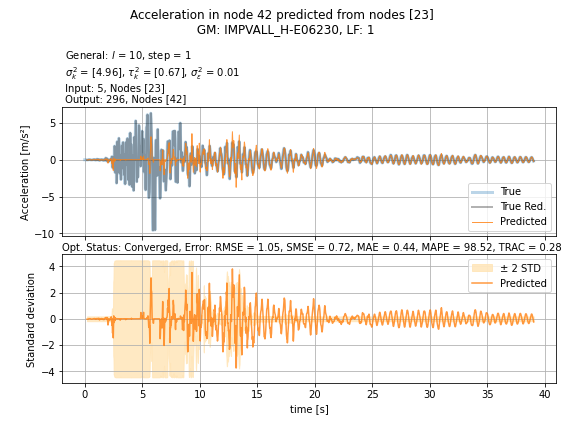 Acceleration in node 42 predicted from nodes [23]
GM: IMPVALL_H-E06230, LF: 1
General: l = 10, step = 1
σ²ₖ = [4.96], τ²ₖ = [0.67], σ²ε = 0.01
Input: 5, Nodes [23]
Output: 296, Nodes [42]
Acceleration [m/s²]
5
0
−5
−10
True
True Red.
Predicted
Opt. Status: Converged, Error: RMSE = 1.05, SMSE = 0.72, MAE = 0.44, MAPE = 98.52, TRAC = 0.28
Standard deviation
4
2
0
−2
−4
± 2 STD
Predicted
0 5 10 15 20 25 30 35 40
time [s]